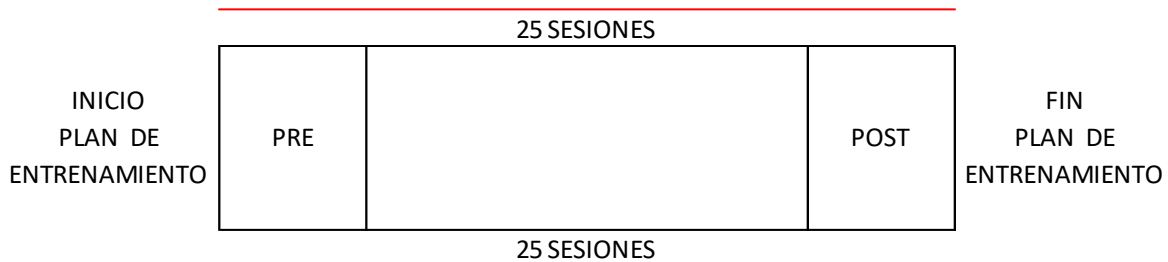 25 SESIONES
INICIO
PLAN DE
ENTRENAMIENTO
PRE
POST
FIN
PLAN DE
ENTRENAMIENTO
25 SESIONES